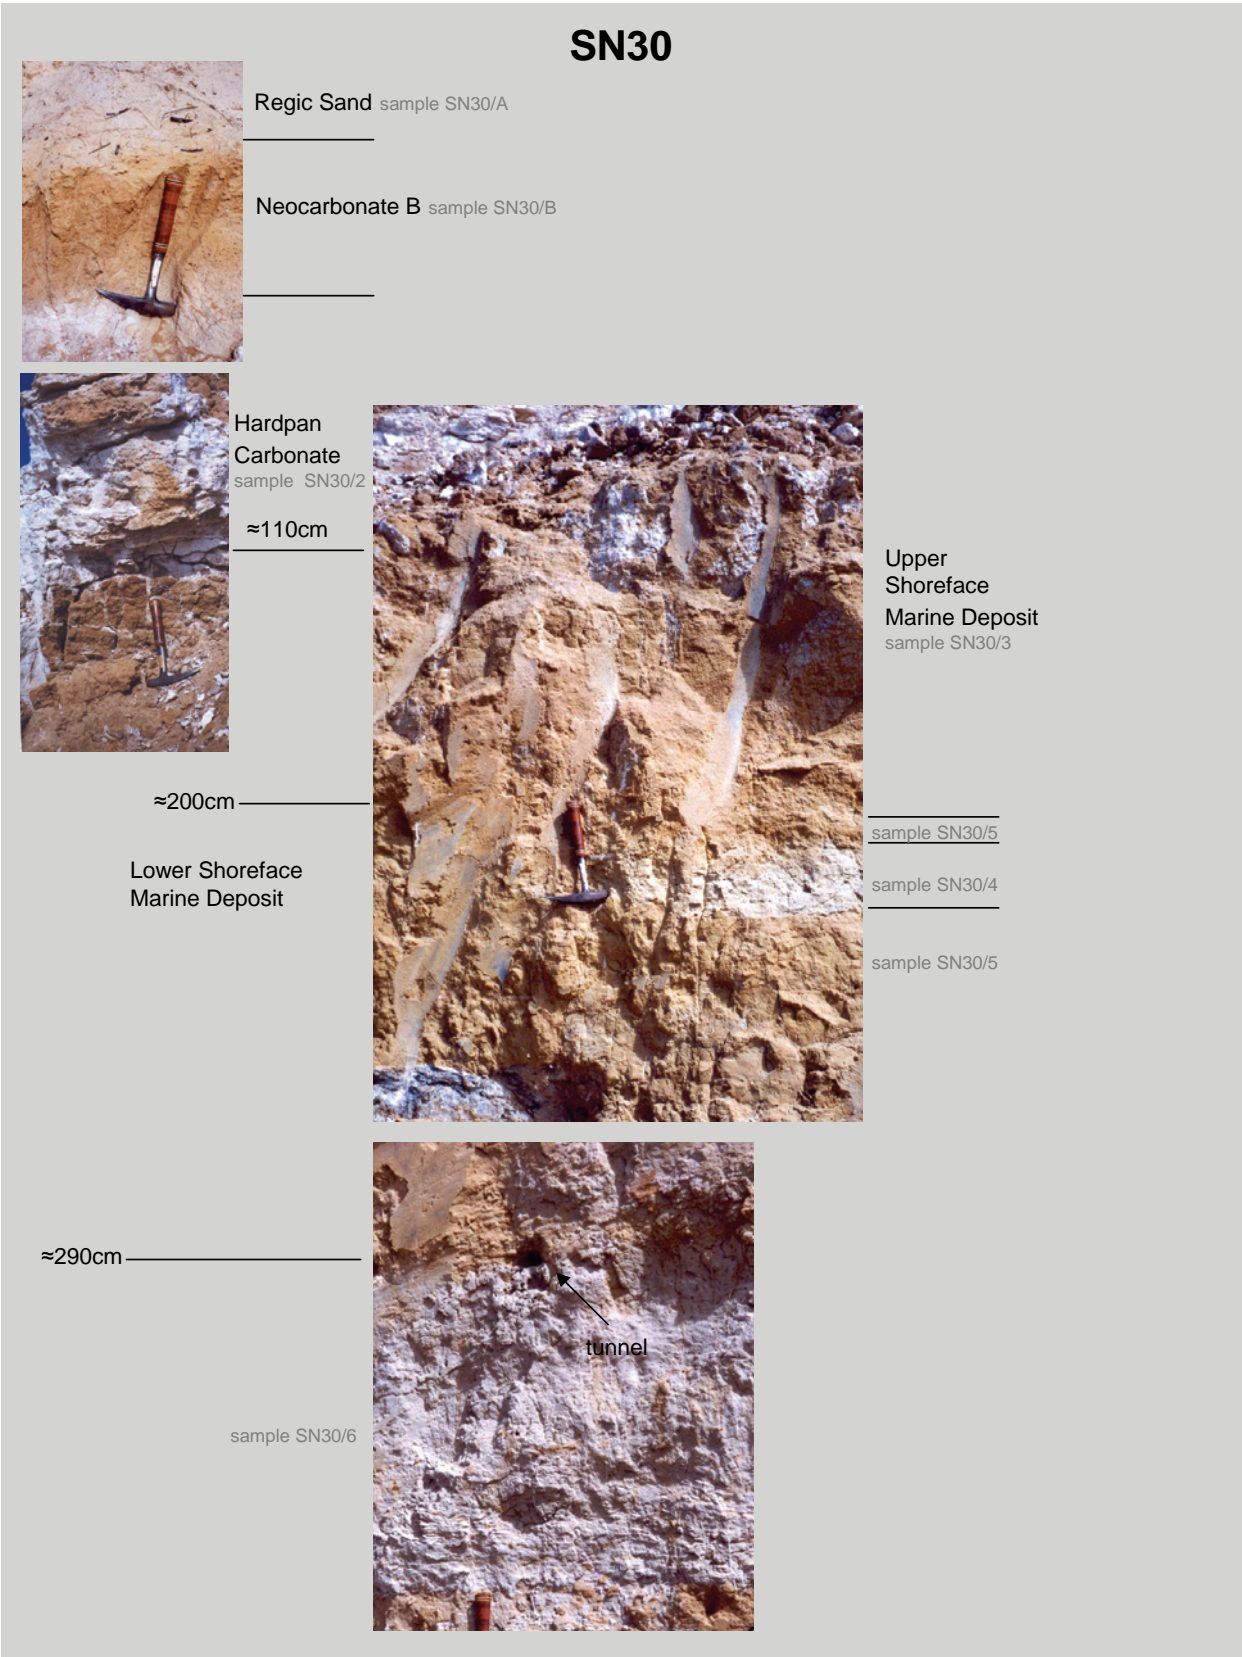 SN30
Regic Sand sample SN30/A
Neocarbonate B sample SN30/B
Hardpan
Carbonate
sample SN30/2
≈110cm
Upper
Shoreface
Marine Deposit
sample SN30/3
≈200cm
sample SN30/5
Lower Shoreface
Marine Deposit
sample SN30/4
sample SN30/5
≈290cm
tunnel
sample SN30/6